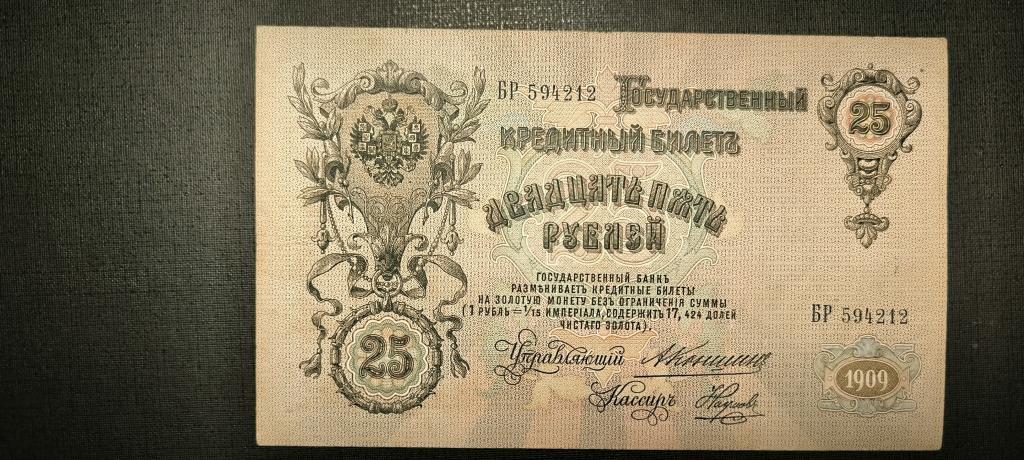 БР 594212
Государственный
25
кредитный билетъ
двадцать пять
рублей
ГОСУДАРСТВЕННЫЙ БАНКЪ
РАЗМѢНИВАЕТЪ КРЕДИТНЫЕ БИЛЕТЫ
НА ЗОЛОТУЮ МОНЕТУ БЕЗЪ ОГРАНИЧЕНІЯ СУММЫ
(1 РУБЛЬ = 1/15 ИМПЕРІАЛА, СОДЕРЖИТЪ 17, 424 ДОЛЕЙ
ЧИСТАГО ЗОЛОТА).
БР 594212
25
Управляющий
1909
Кассиръ